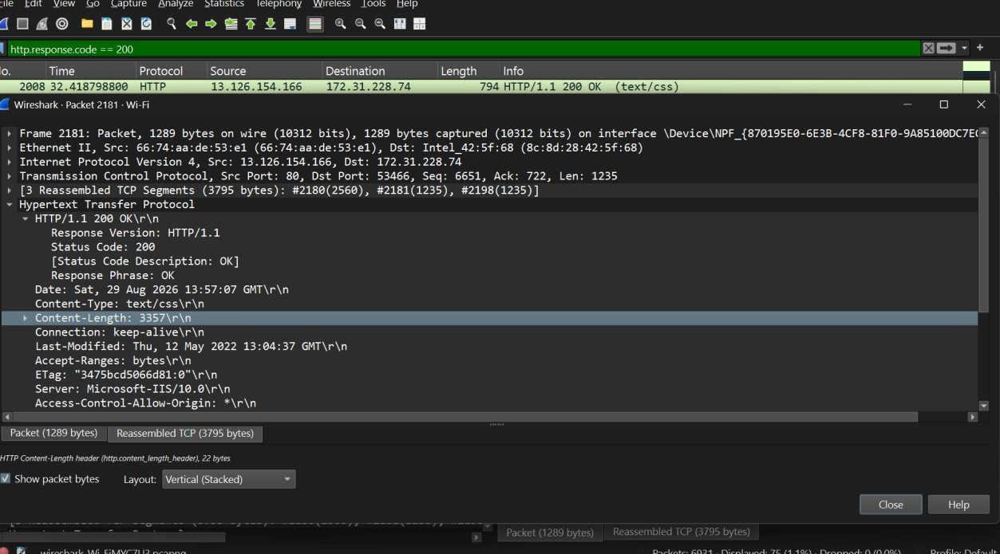 File Edit View Go Capture Analyze Statistics Telephony Wireless Tools Help
http.response.code == 200
No. Time Protocol Source Destination Length Info
2008 32.418798800 HTTP 13.126.154.166 172.31.228.74 794 HTTP/1.1 200 OK (text/css)
Wireshark · Packet 2181 · Wi-Fi
Frame 2181: Packet, 1289 bytes on wire (10312 bits), 1289 bytes captured (10312 bits) on interface \Device\NPF_{870195E0-6E3B-4CF8-81F0-9A85100DC7E
Ethernet II, Src: 66:74:aa:de:53:e1 (66:74:aa:de:53:e1), Dst: Intel_42:5f:68 (8c:8d:28:42:5f:68)
Internet Protocol Version 4, Src: 13.126.154.166, Dst: 172.31.228.74
Transmission Control Protocol, Src Port: 80, Dst Port: 53466, Seq: 6651, Ack: 722, Len: 1235
[3 Reassembled TCP Segments (3795 bytes): #2180(2560), #2181(1235), #2198(1235)]
Hypertext Transfer Protocol
HTTP/1.1 200 OK\r\n
Response Version: HTTP/1.1
Status Code: 200
[Status Code Description: OK]
Response Phrase: OK
Date: Sat, 29 Aug 2026 13:57:07 GMT\r\n
Content-Type: text/css\r\n
Content-Length: 3357\r\n
Connection: keep-alive\r\n
Last-Modified: Thu, 12 May 2022 13:04:37 GMT\r\n
Accept-Ranges: bytes\r\n
ETag: "3475bcd5066d81:0"\r\n
Server: Microsoft-IIS/10.0\r\n
Access-Control-Allow-Origin: *\r\n
Packet (1289 bytes) Reassembled TCP (3795 bytes)
HTTP Content-Length header (http.content_length_header), 22 bytes
Show packet bytes Layout: Vertical (Stacked)
Close Help
Packet (1289 bytes) Reassembled TCP (3795 bytes)
Packets: 6931 · Displayed: 75 (1.1%) · Dropped: 0 (0.0%) Profile: Default